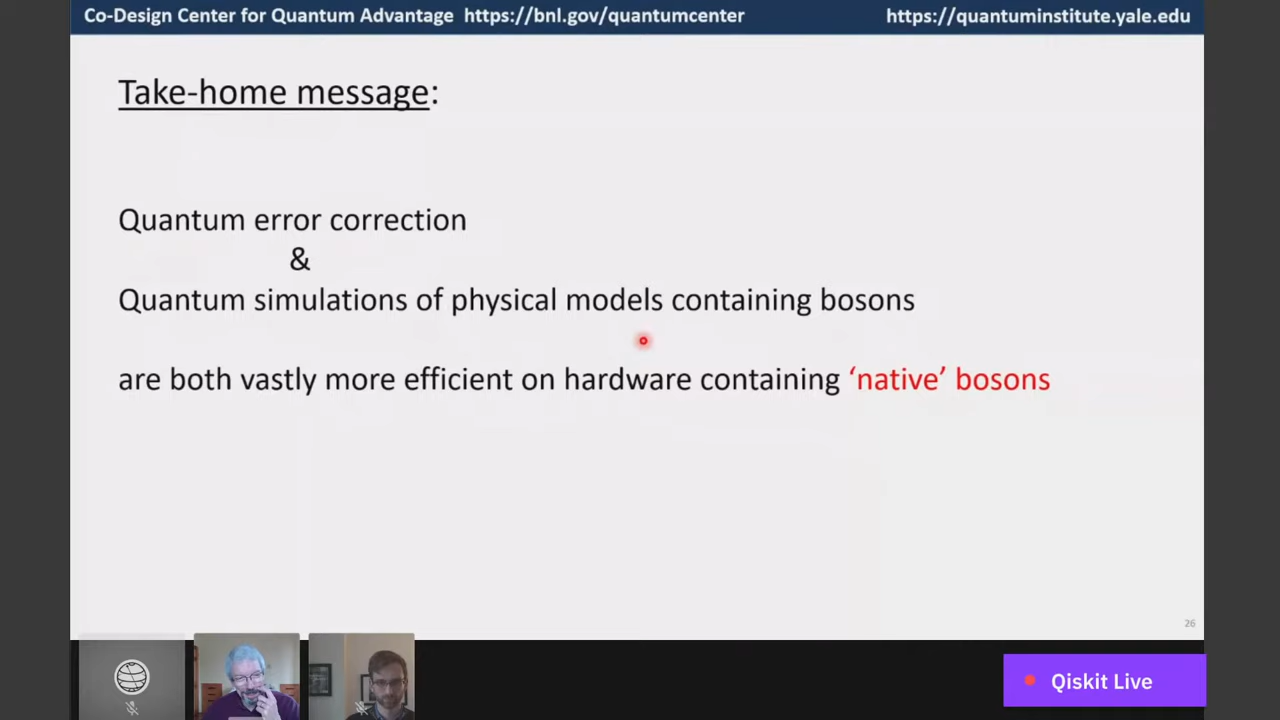 Co-Design Center for Quantum Advantage https://bnl.gov/quantumcenter https://quantuminstitute.yale.edu
Take-home message:
Quantum error correction
&
Quantum simulations of physical models containing bosons
are both vastly more efficient on hardware containing ‘native’ bosons
26
Qiskit Live